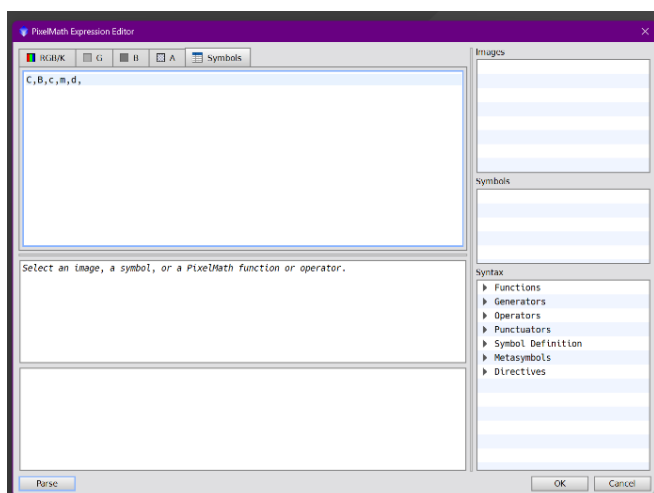 PixelMath Expression Editor
RGB/K G B A Symbols
C,B,c,m,d,
Select an image, a symbol, or a PixelMath function or operator.
Parse
Images
Symbols
Syntax
Functions
Generators
Operators
Punctuators
Symbol Definition
Metasymbols
Directives
OK Cancel